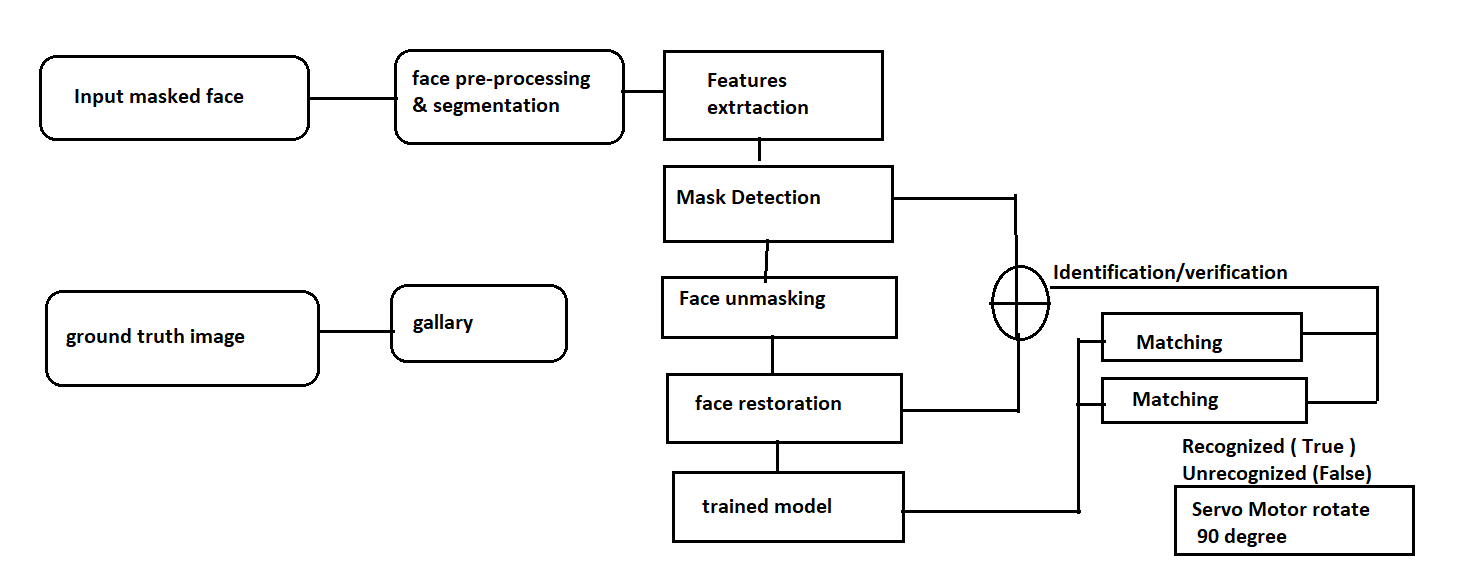 Input masked face
face pre-processing
& segmentation
Features
extrtaction
Mask Detection
Identification/verification
Face unmasking
ground truth image
gallary
Matching
face restoration
Matching
Recognized ( True )
Unrecognized (False)
trained model
Servo Motor rotate
90 degree